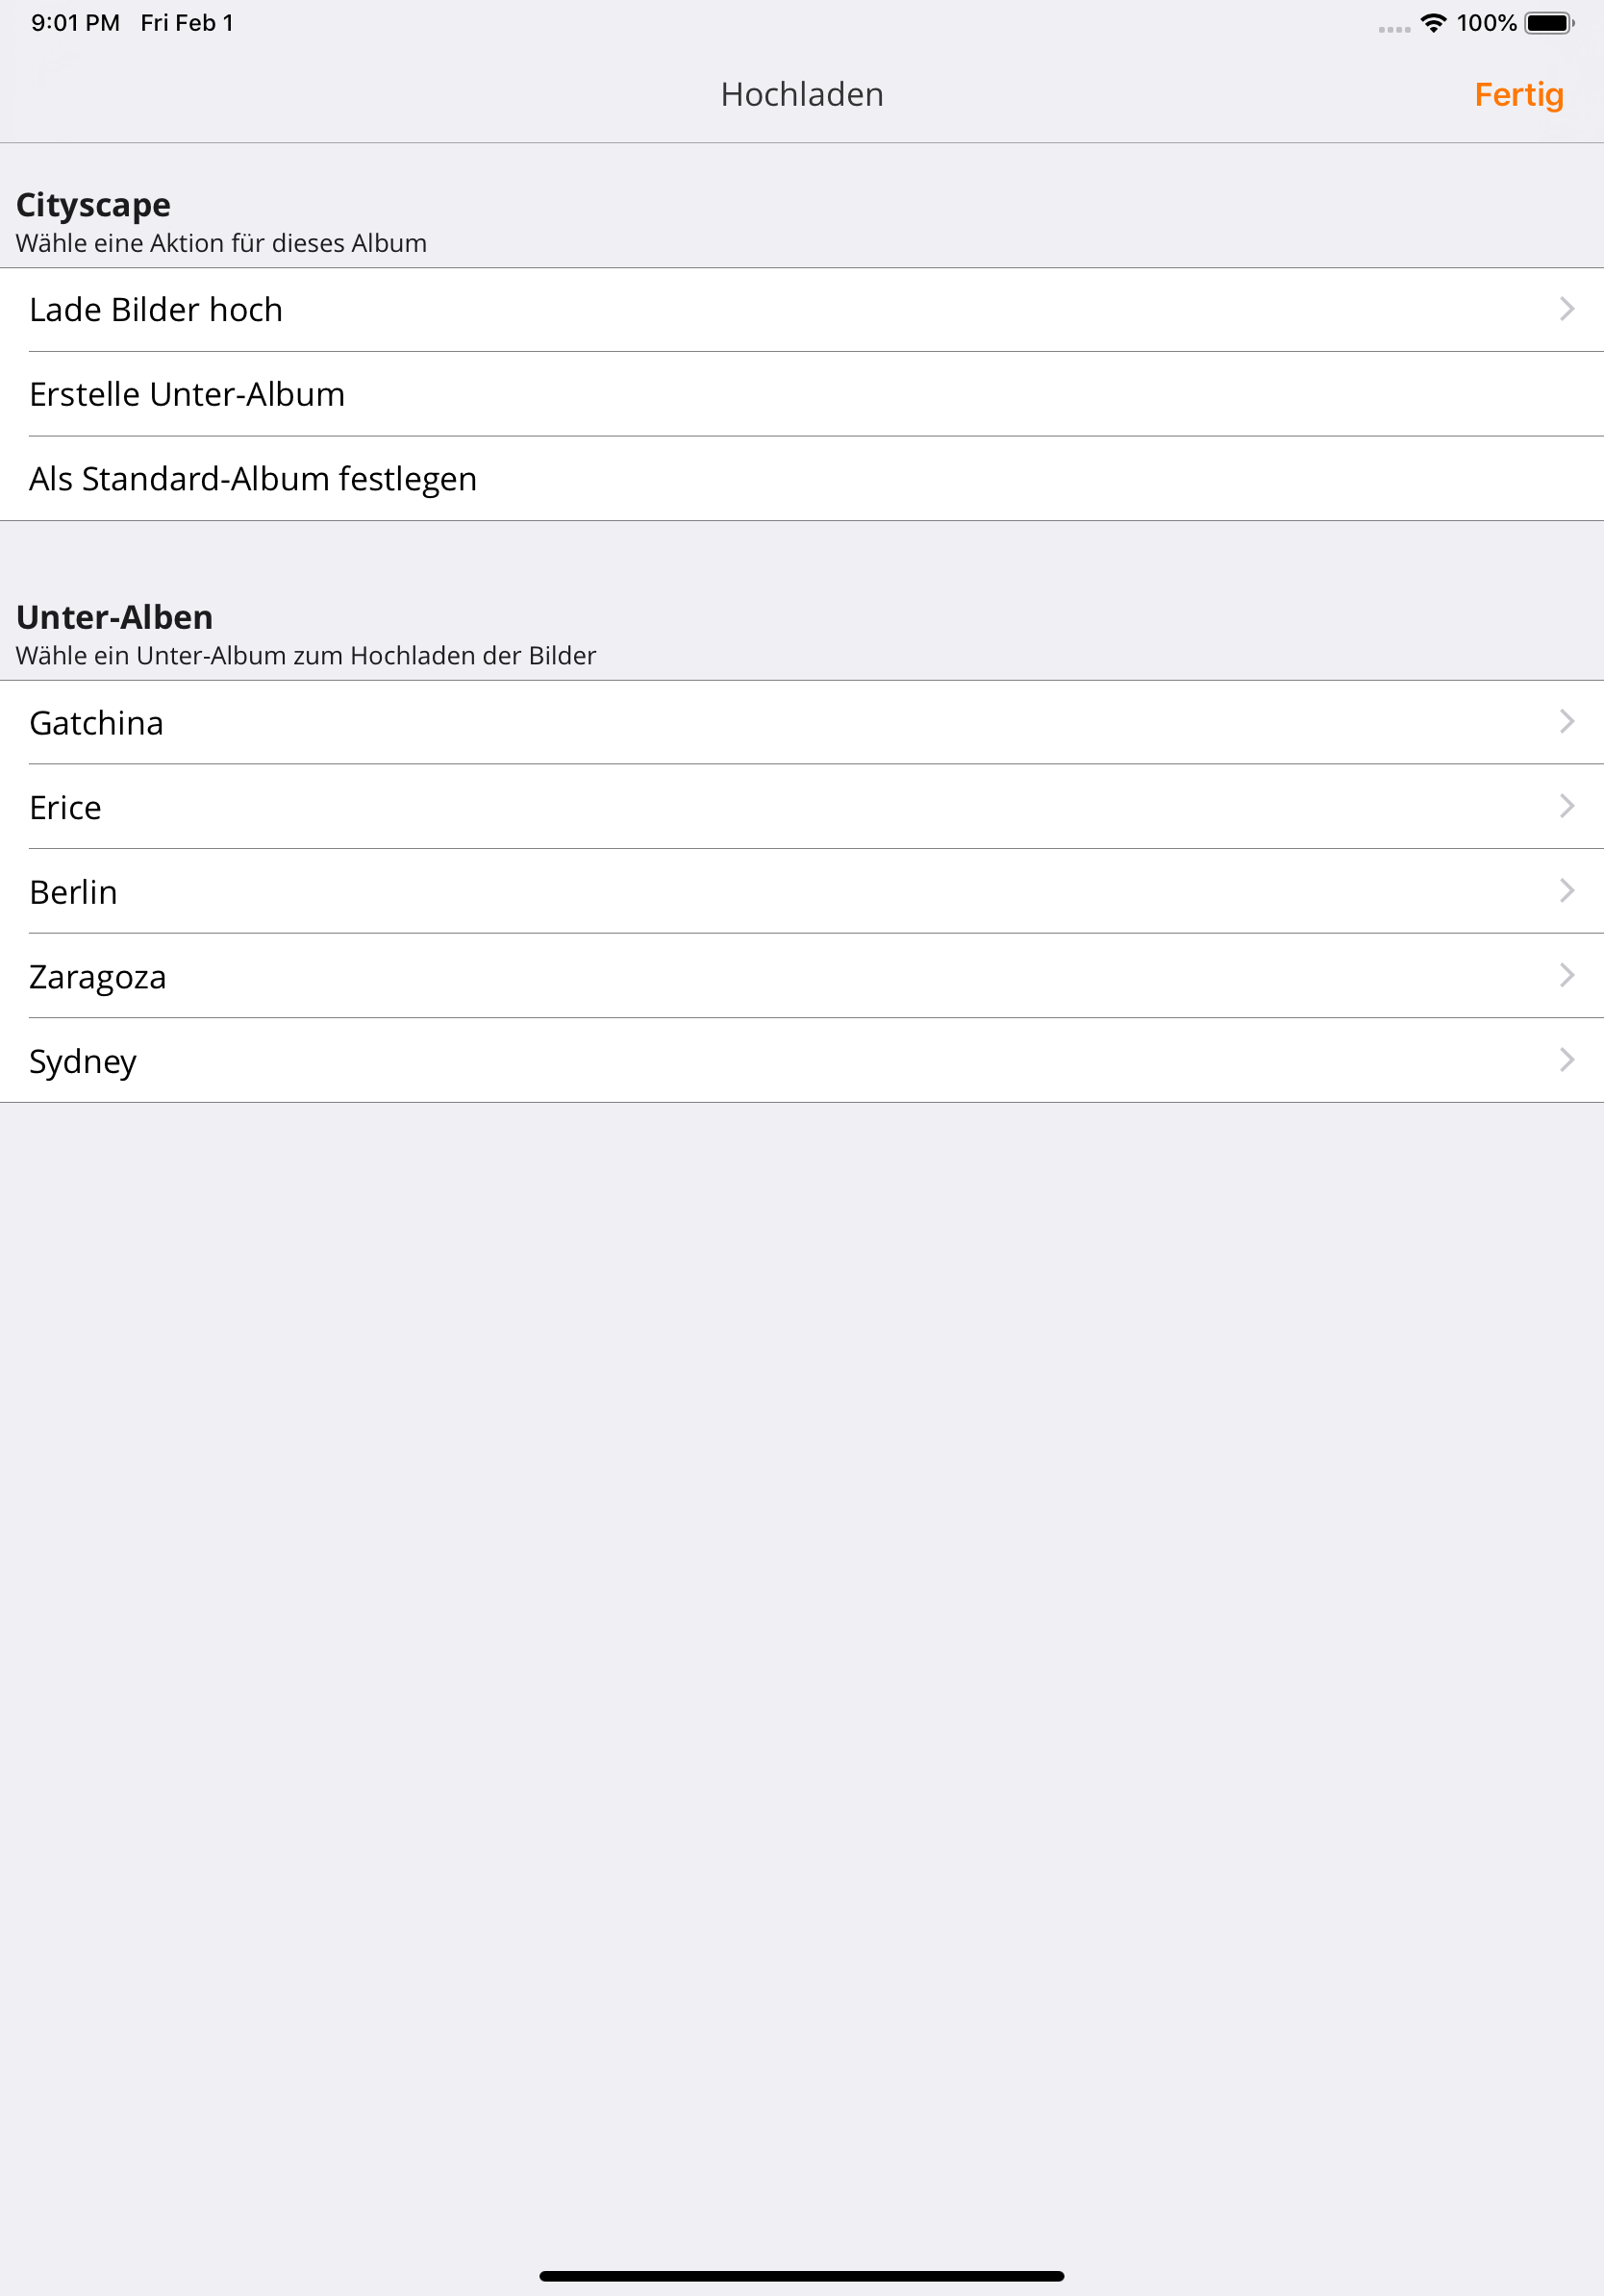 9:01 PM Fri Feb 1 100%
Hochladen Fertig
Cityscape
Wähle eine Aktion für dieses Album
Lade Bilder hoch
Erstelle Unter-Album
Als Standard-Album festlegen
Unter-Alben
Wähle ein Unter-Album zum Hochladen der Bilder
Gatchina
Erice
Berlin
Zaragoza
Sydney